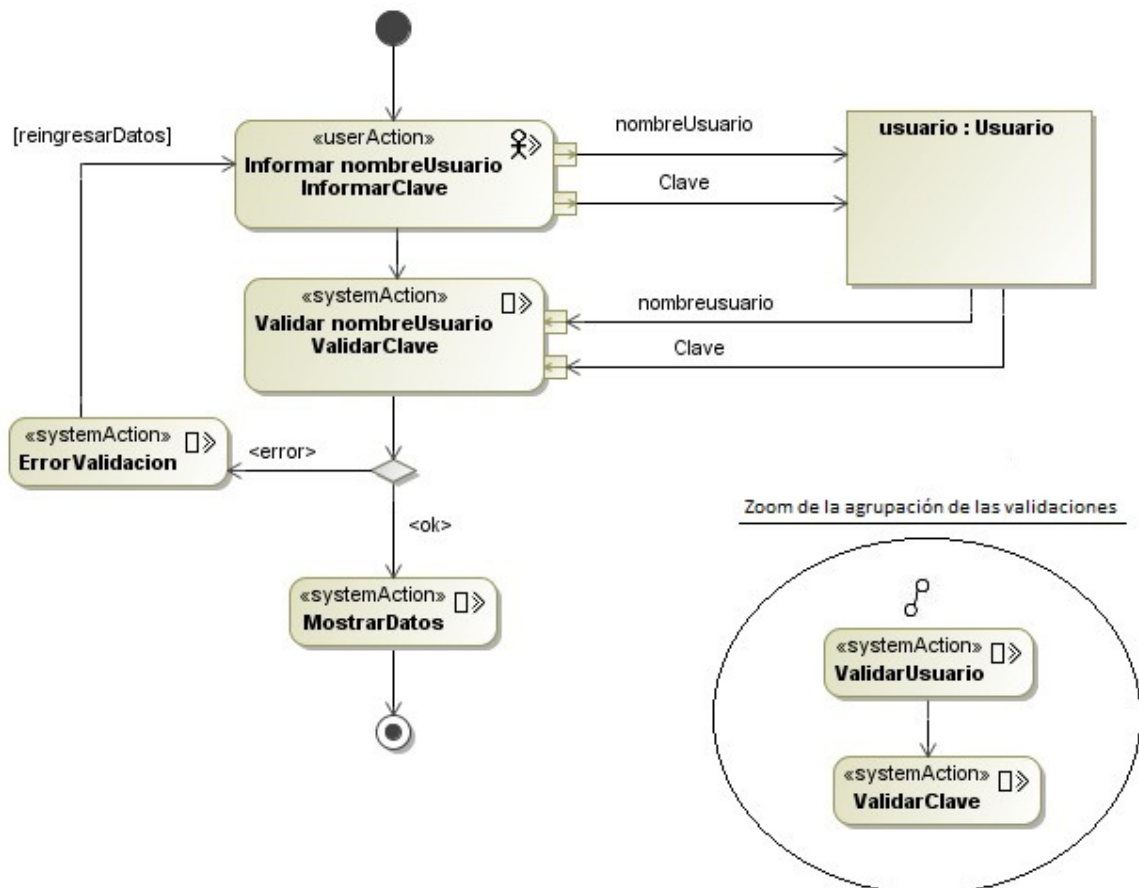 [reingresarDatos]
«userAction»
Informar nombreUsuario
InformarClave
nombreUsuario
Clave
usuario : Usuario
«systemAction»
Validar nombreUsuario
ValidarClave
nombreusuario
Clave
«systemAction»
ErrorValidacion
<error>
<ok>
«systemAction»
MostrarDatos
Zoom de la agrupación de las validaciones
«systemAction»
ValidarUsuario
«systemAction»
ValidarClave